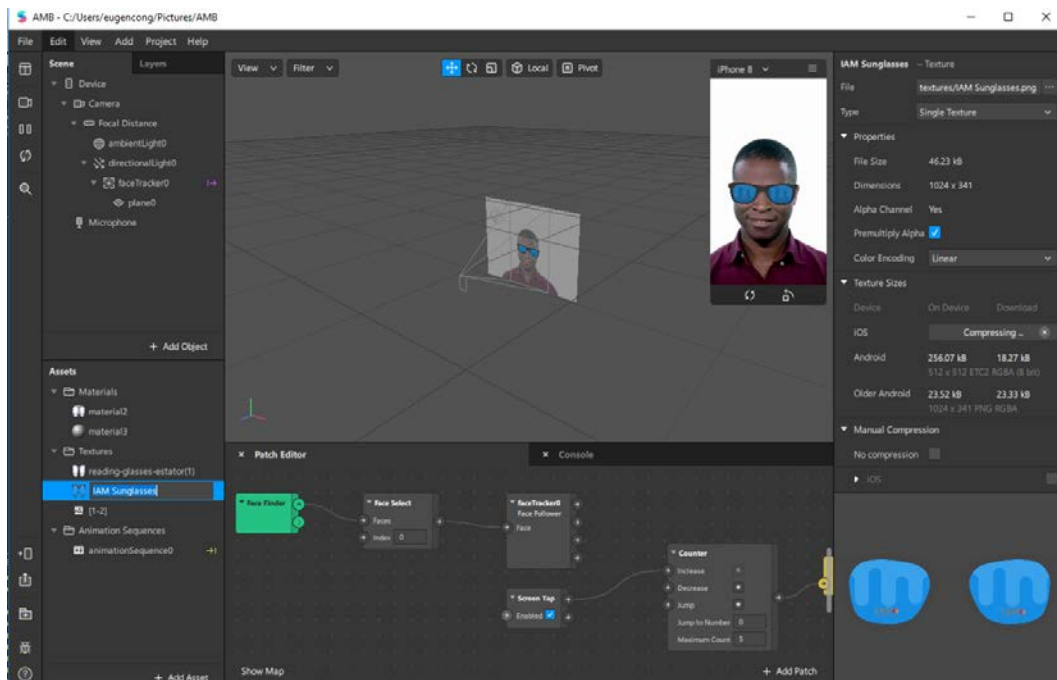 AMB - C:/Users/eugencong/Pictures/AMB
File Edit View Add Project Help
Scene Layers
Device
Camera
Focal Distance
ambientLight0
directionalLight0
faceTracker0
plane0
Microphone
+ Add Object
Assets
Materials
material2
material3
Textures
reading-glasses-estator(1)
IAM Sunglasses
[1-2]
Animation Sequences
animationSequence0
+ Add Asset
View Filter
Local Pivot
iPhone 8
Patch Editor Console
Face Finder
Face Select
Faces
Index 0
faceTracker0
Face Follower
Face
Screen Tap
Enabled
Counter
Increase
Decrease
Jump
Jump to Number 0
Maximum Count 5
Show Map + Add Patch
IAM Sunglasses - Texture
File textures/IAM Sunglasses.png ...
Type Single Texture
Properties
File Size 46.23 kB
Dimensions 1024 x 341
Alpha Channel Yes
Premultiply Alpha
Color Encoding Linear
Texture Sizes
Device On Device Download
iOS Compressing ..
Android 256.07 kB 18.27 kB
512 x 512 ETC2 RGBA (8 bit)
Older Android 23.52 kB 23.33 kB
1024 x 341 PNG RGBA
Manual Compression
No compression
iOS